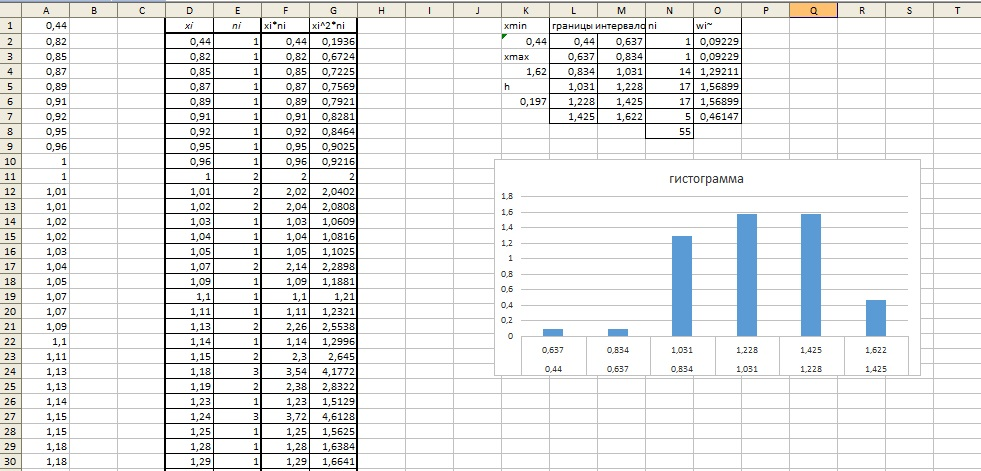 A B C D E F G H I J K L M N O P Q R S T
1 0,44 xi ni xi*ni xi^2*ni xmin границы интервало ni wi~
2 0,82 0,44 1 0,44 0,1936 0,44 0,44 0,637 1 0,09229
3 0,85 0,82 1 0,82 0,6724 xmax 0,637 0,834 1 0,09229
4 0,87 0,85 1 0,85 0,7225 1,62 0,834 1,031 14 1,29211
5 0,89 0,87 1 0,87 0,7569 h 1,031 1,228 17 1,56899
6 0,91 0,89 1 0,89 0,7921 0,197 1,228 1,425 17 1,56899
7 0,92 0,91 1 0,91 0,8281 1,425 1,622 5 0,46147
8 0,95 0,92 1 0,92 0,8464 55
9 0,96 0,95 1 0,95 0,9025
10 1 0,96 1 0,96 0,9216
11 1 1 2 2 2
12 1,01 1,01 2 2,02 2,0402
13 1,01 1,02 2 2,04 2,0808
14 1,02 1,03 1 1,03 1,0609
15 1,02 1,04 1 1,04 1,0816
16 1,03 1,05 1 1,05 1,1025
17 1,04 1,07 2 2,14 2,2898
18 1,05 1,09 1 1,09 1,1881
19 1,07 1,1 1 1,1 1,21
20 1,07 1,11 1 1,11 1,2321
21 1,09 1,13 2 2,26 2,5538
22 1,1 1,14 1 1,14 1,2996
23 1,11 1,15 2 2,3 2,645
24 1,13 1,18 3 3,54 4,1772
25 1,13 1,19 2 2,38 2,8322
26 1,14 1,23 1 1,23 1,5129
27 1,15 1,24 3 3,72 4,6128
28 1,15 1,25 1 1,25 1,5625
29 1,18 1,28 1 1,28 1,6384
30 1,18 1,29 1 1,29 1,6641
гистограмма
1,8
1,6
1,4
1,2
1
0,8
0,6
0,4
0,2
0
0,637 0,834 1,031 1,228 1,425 1,622
0,44 0,637 0,834 1,031 1,228 1,425